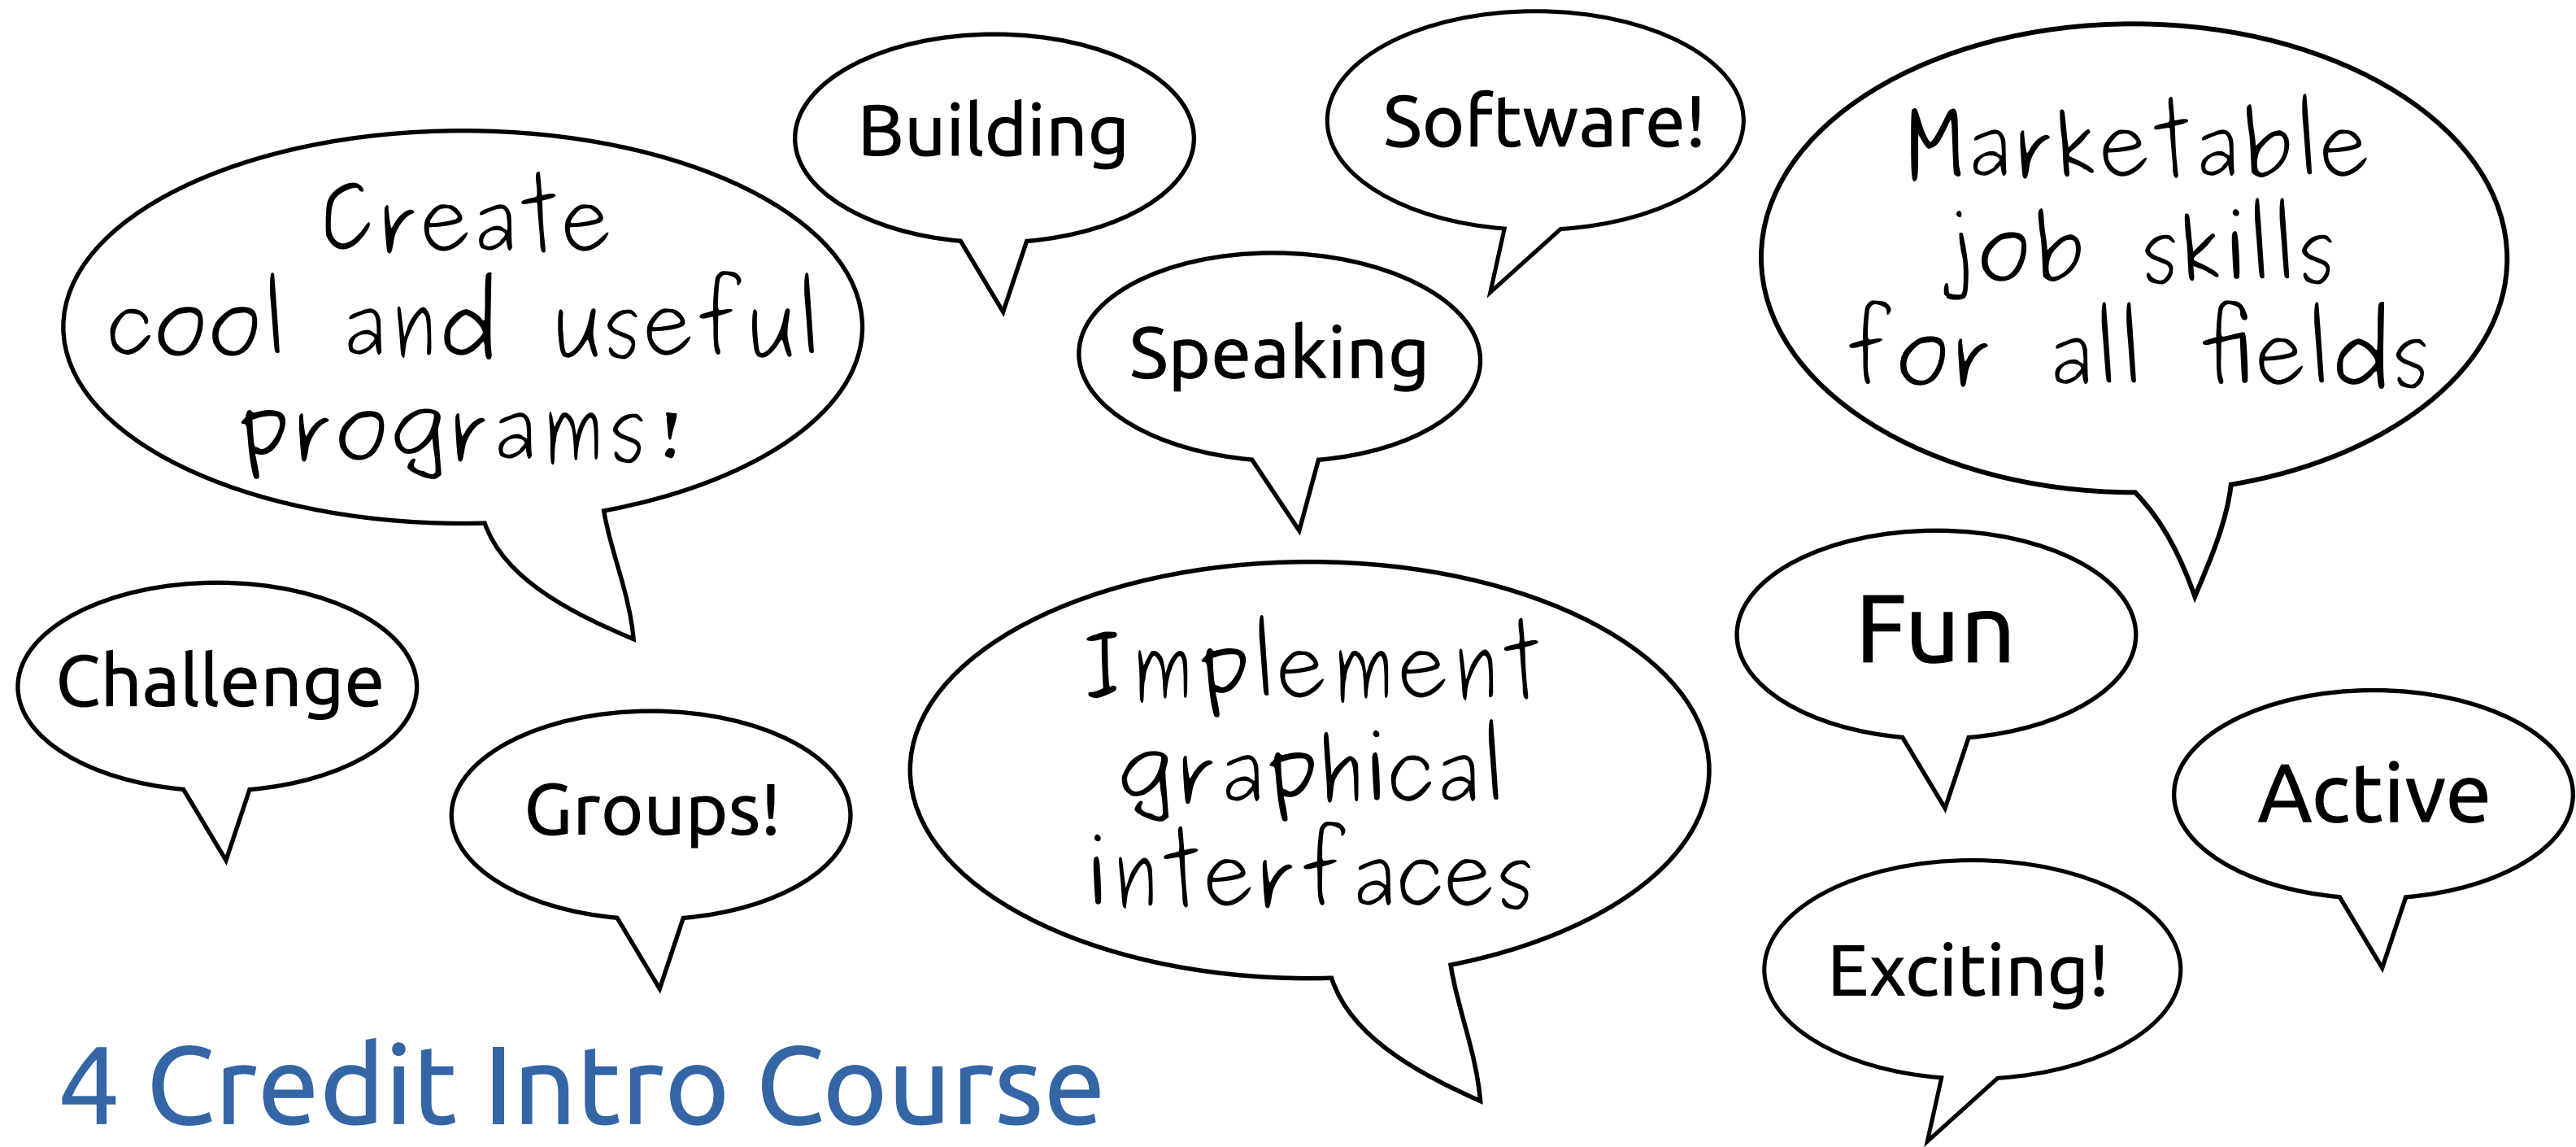 Building
Software!
Create
cool and useful
programs!
Speaking
Marketable
job skills
for all fields
Challenge
Groups!
Implement
graphical
interfaces
Fun
Active
Exciting!
4 Credit Intro Course